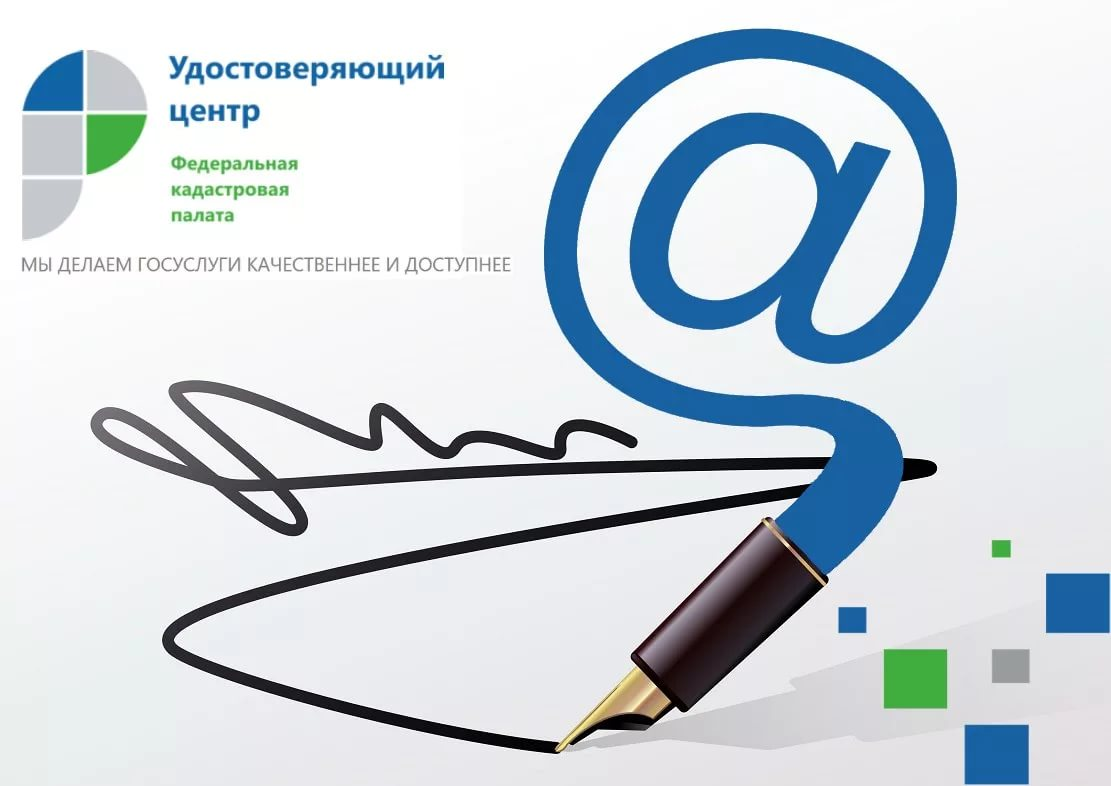 Удостоверяющий
центр
Федеральная
кадастровая
палата
МЫ ДЕЛАЕМ ГОСУСЛУГИ КАЧЕСТВЕННЕЕ И ДОСТУПНЕЕ
@